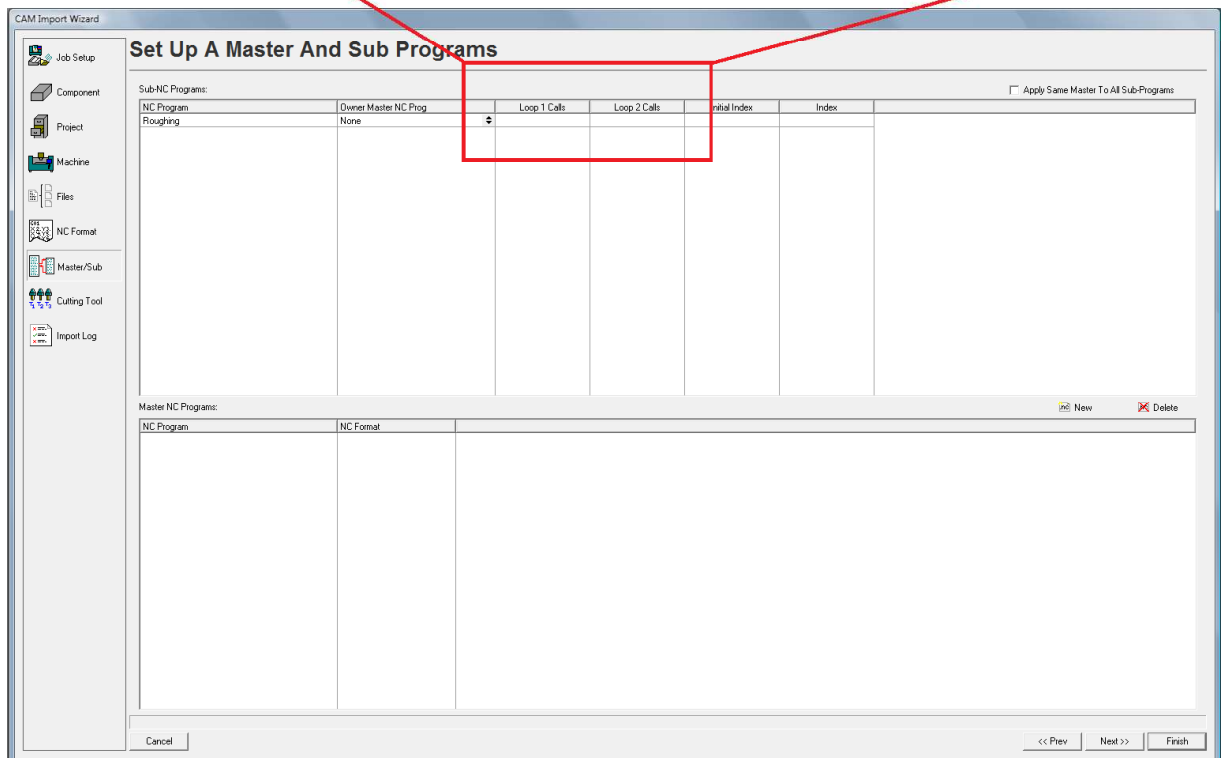 CAM Import Wizard
Job Setup
Component
Project
Machine
Files
NC Format
Master/Sub
Cutting Tool
Import Log
Set Up A Master And Sub Programs
Sub-NC Programs:
Apply Same Master To All Sub-Programs
NC Program Owner Master NC Prog Loop 1 Calls Loop 2 Calls Initial Index Index
Roughing None
Master NC Programs:
New Delete
NC Program NC Format
Cancel << Prev Next >> Finish